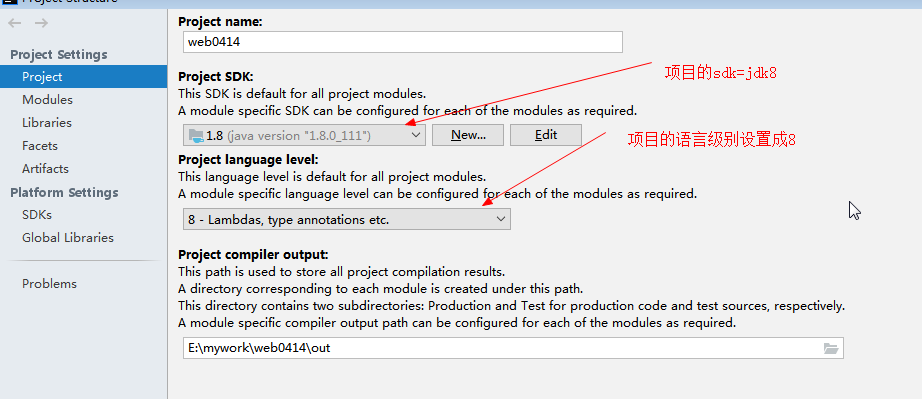 Project Structure
Project Settings
Project
Modules
Libraries
Facets
Artifacts
Platform Settings
SDKs
Global Libraries
Problems
Project name:
web0414
Project SDK:
This SDK is default for all project modules.
A module specific SDK can be configured for each of the modules as required.
1.8 (java version "1.8.0_111")
New...
Edit
项目的sdk=jdk8
Project language level:
This language level is default for all project modules.
A module specific language level can be configured for each of the modules as required.
8 - Lambdas, type annotations etc.
项目的语言级别设置成8
Project compiler output:
This path is used to store all project compilation results.
A directory corresponding to each module is created under this path.
This directory contains two subdirectories: Production and Test for production code and test sources, respectively.
A module specific compiler output path can be configured for each of the modules as required.
E:\mywork\web0414\out